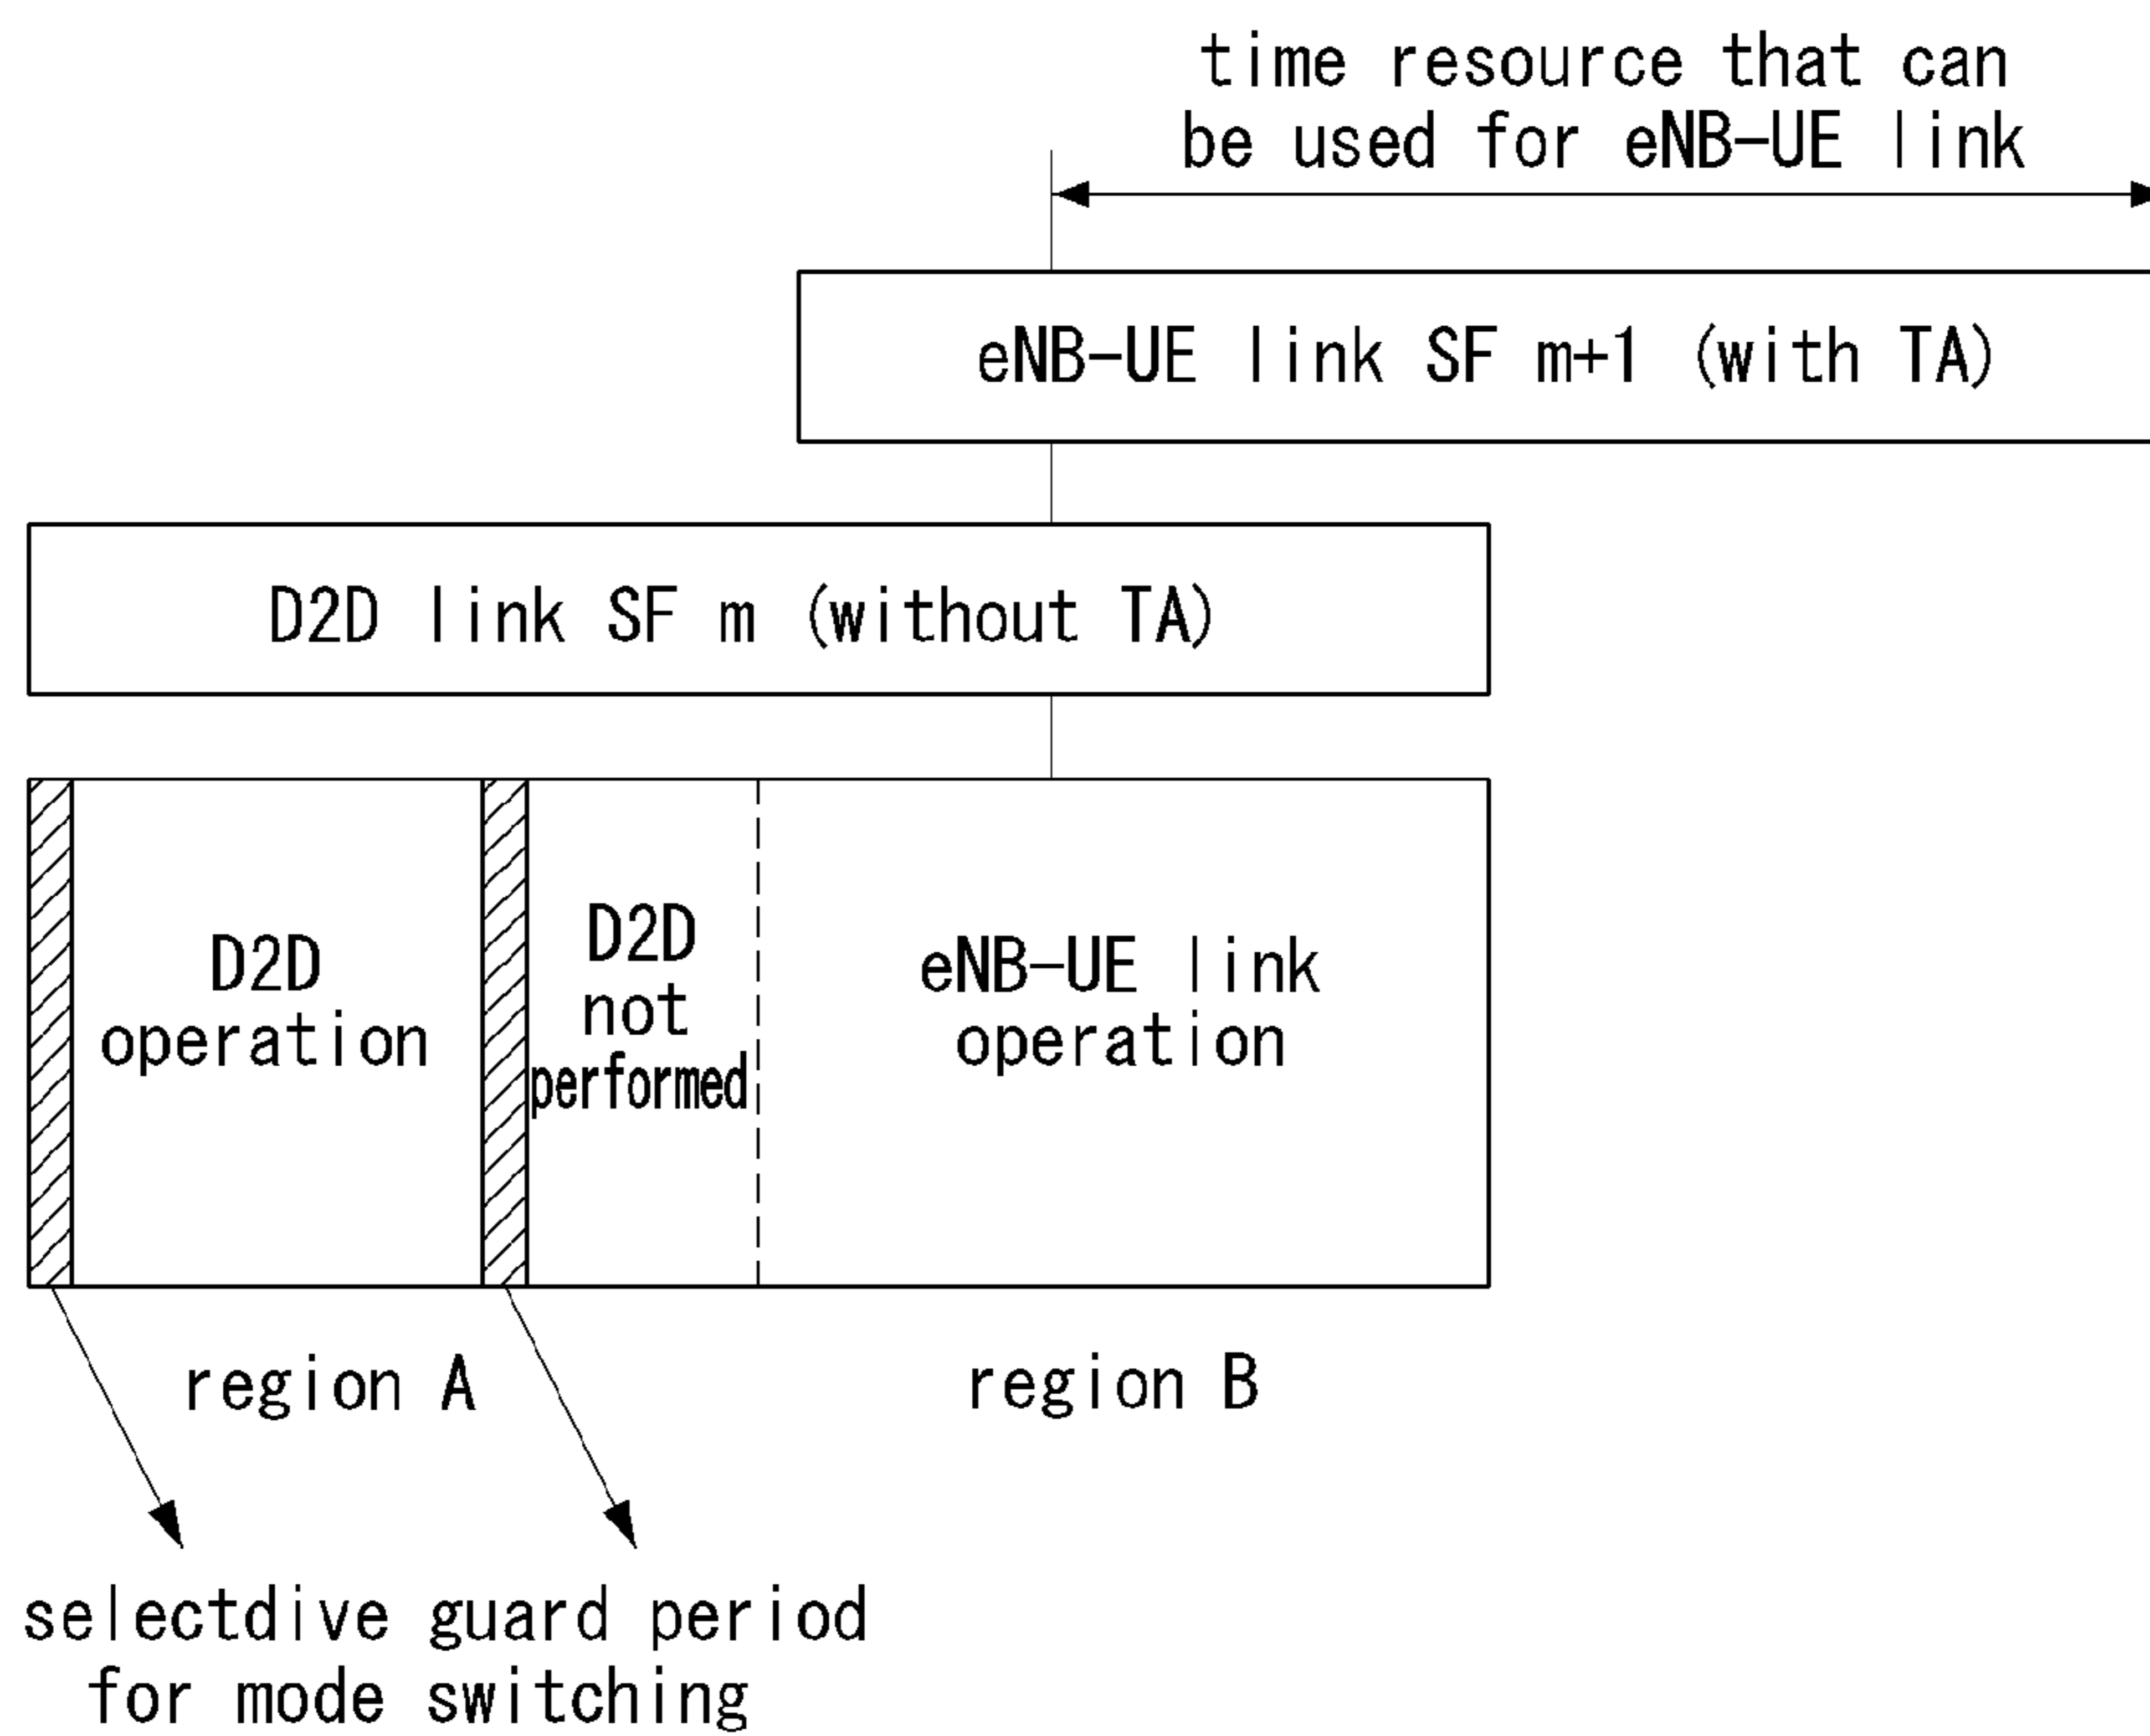 time resource that can
be used for eNB-UE link
eNB-UE link SF m+1 (with TA)
D2D link SF m (without TA)
D2D
operation
D2D
not
performed
eNB-UE link
operation
region A
region B
selectdive guard period
for mode switching